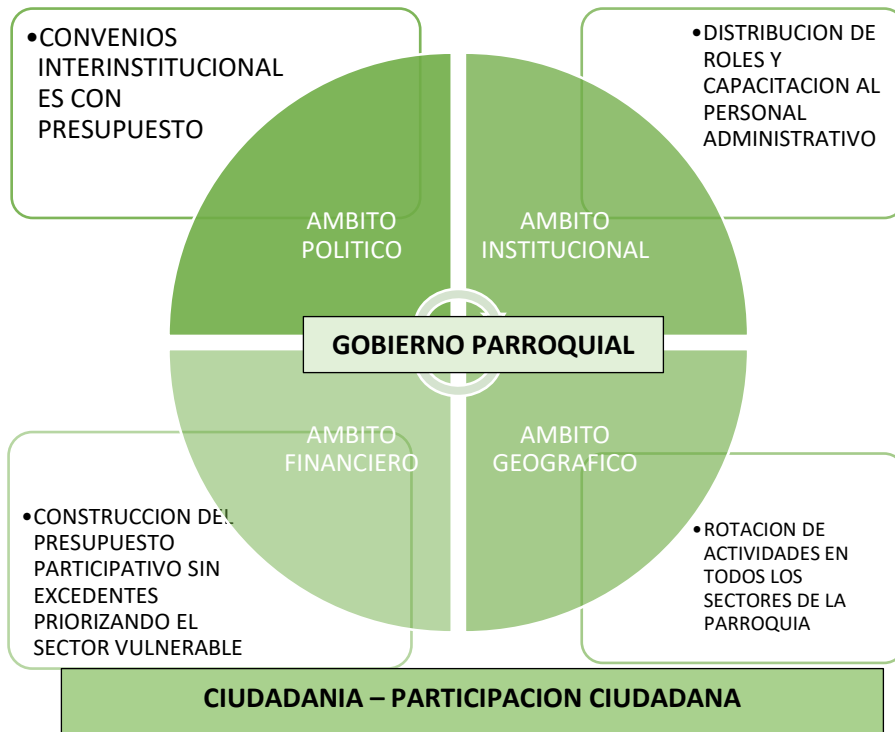 •CONVENIOS
INTERINSTITUCIONAL
ES CON
PRESUPUESTO
•DISTRIBUCION DE
ROLES Y
CAPACITACION AL
PERSONAL
ADMINISTRATIVO
AMBITO
POLITICO
AMBITO
INSTITUCIONAL
GOBIERNO PARROQUIAL
AMBITO
FINANCIERO
AMBITO
GEOGRAFICO
•CONSTRUCCION DEL
PRESUPUESTO
PARTICIPATIVO SIN
EXCEDENTES
PRIORIZANDO EL
SECTOR VULNERABLE
•ROTACION DE
ACTIVIDADES EN
TODOS LOS
SECTORES DE LA
PARROQUIA
CIUDADANIA – PARTICIPACION CIUDADANA